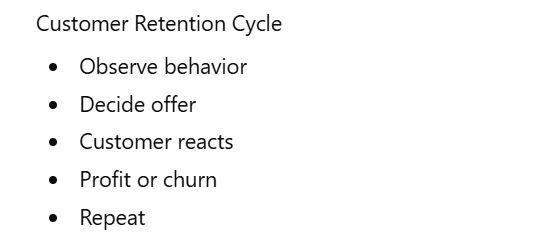 Customer Retention Cycle
• Observe behavior
• Decide offer
• Customer reacts
• Profit or churn
• Repeat